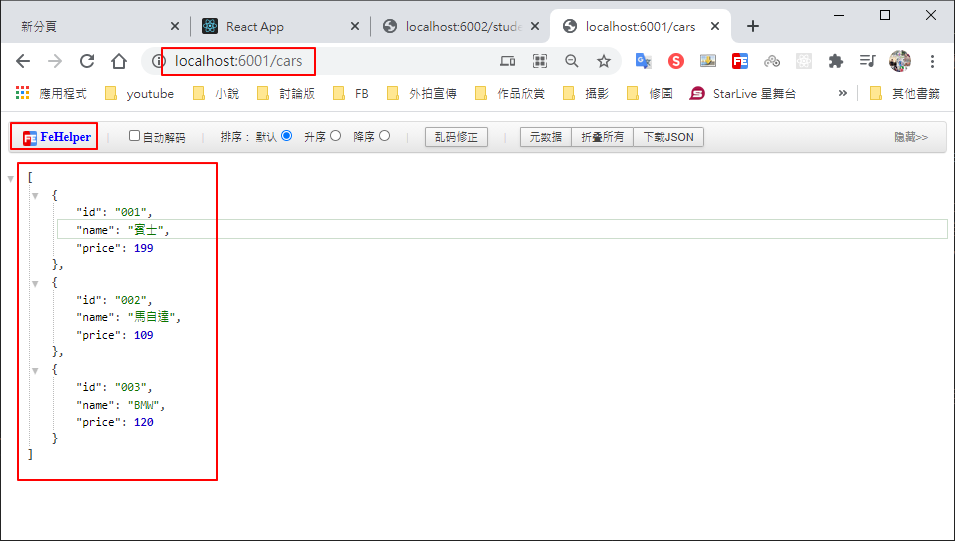 新分頁
React App
localhost:6002/stude
localhost:6001/cars
localhost:6001/cars
應用程式
youtube
小說
討論版
FB
外拍宣傳
作品欣賞
攝影
修圖
StarLive 星舞台
»
其他書籤
FeHelper
自动解码
排序：
默认
升序
降序
乱码修正
元数据
折叠所有
下载JSON
隐藏>>
[
{
"id": "001",
"name": "賓士",
"price": 199
},
{
"id": "002",
"name": "馬自達",
"price": 109
},
{
"id": "003",
"name": "BMW",
"price": 120
}
]